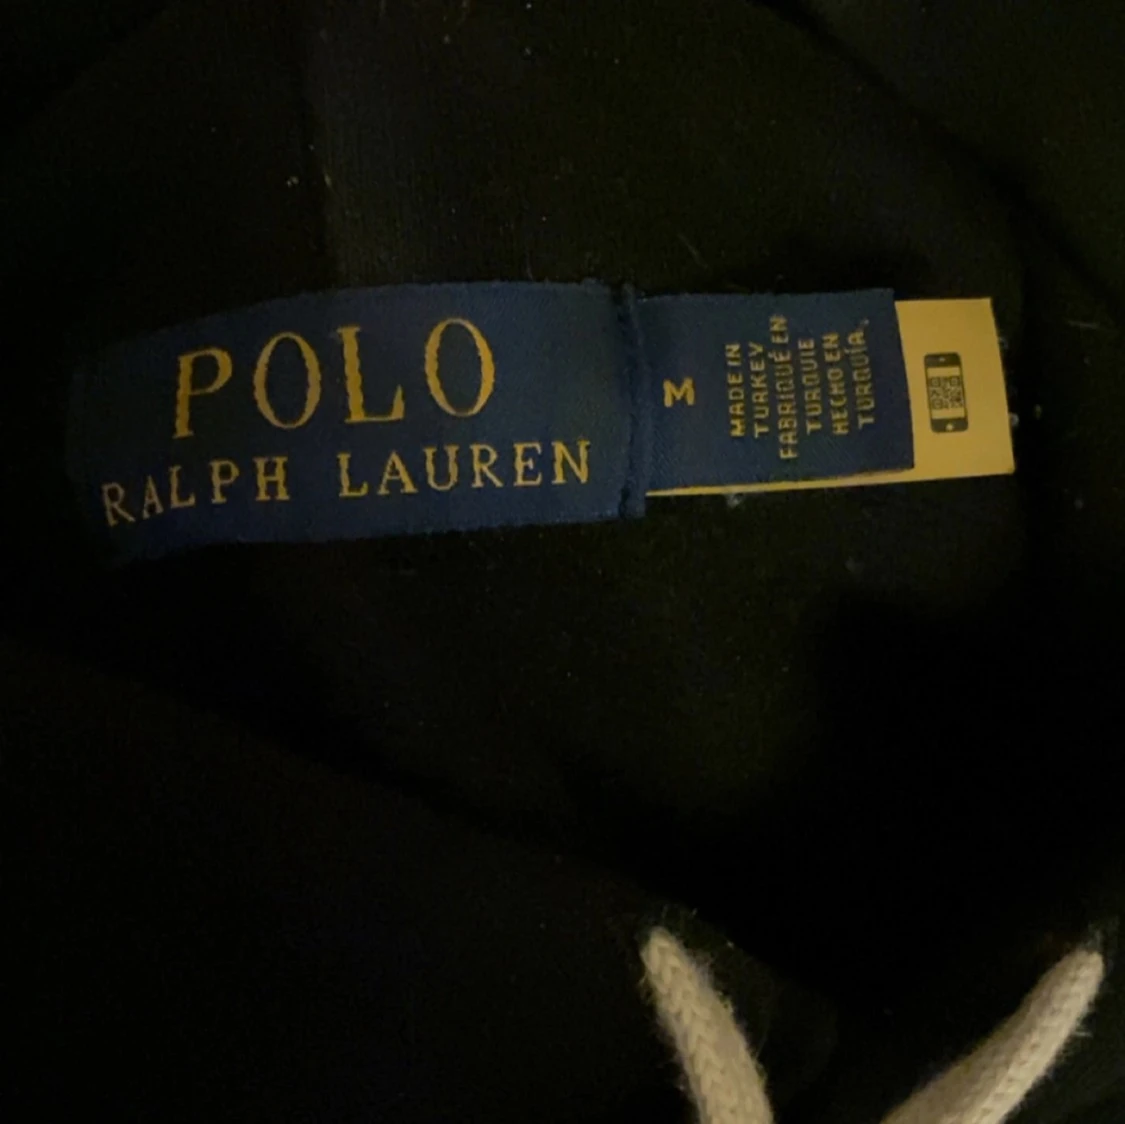 POLO
RALPH LAUREN
M
MADE IN
TURKEY
FABRIQUÉ EN
TURQUIE
HECHO EN
TURQUÍA.